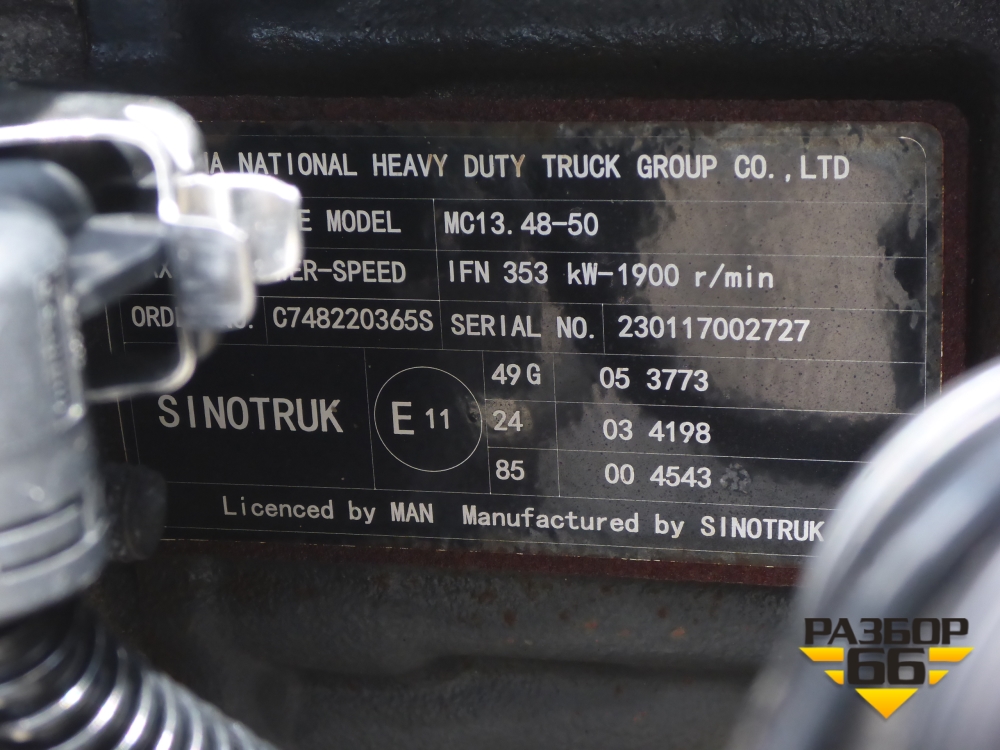 NATIONAL HEAVY DUTY TRUCK GROUP CO.,LTD
MODEL MC13.48-50
-SPEED IFN 353 kW-1900 r/min
NO. C748220365S SERIAL NO. 230117002727
49G 05 3773
SINOTRUK E 11 24 03 4198
85 00 4543
Licenced by MAN Manufactured by SINOTRUK
РАЗБОР
66